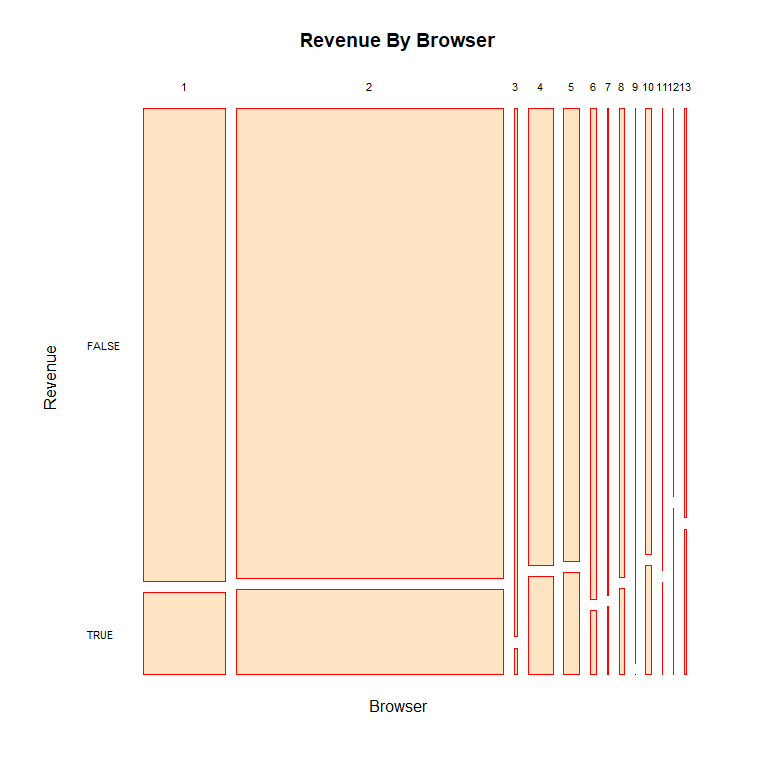 Revenue By Browser
1 2 3 4 5 6 7 8 9 10 11 12 13
FALSE
Revenue
TRUE
Browser